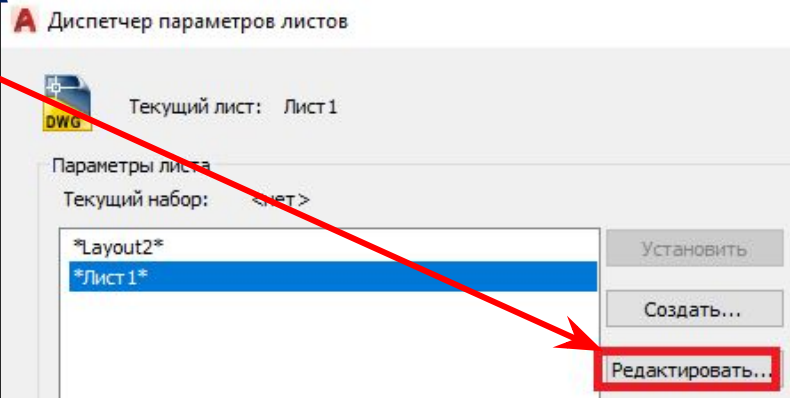 Диспетчер параметров листов
DWG
Текущий лист: Лист1
Параметры листа
Текущий набор: <нет>
*Layout2*
Установить
*Лист1*
Создать...
Редактировать...